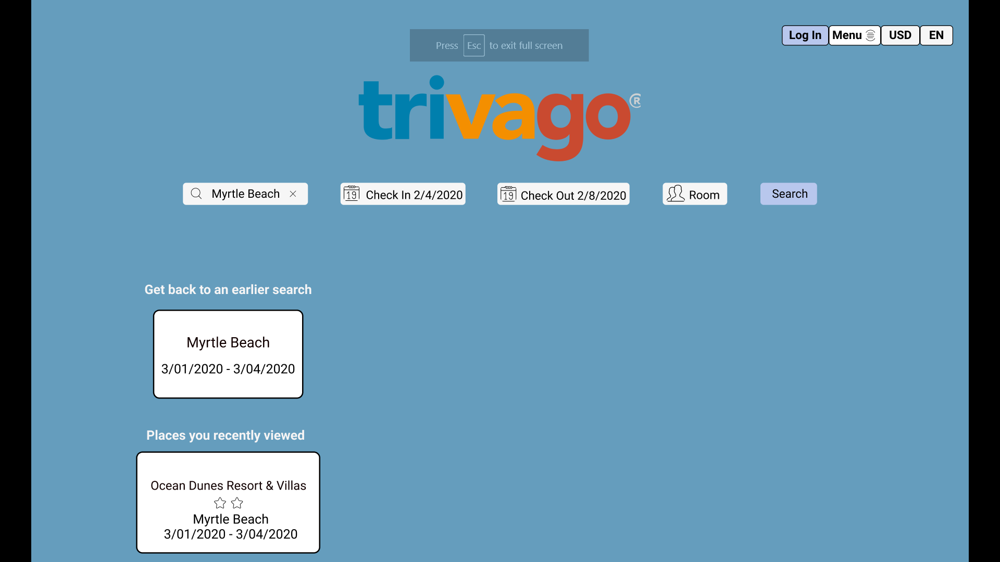 Log In Menu USD EN
Press Esc to exit full screen
trivago®
Myrtle Beach
19 Check In 2/4/2020
19 Check Out 2/8/2020
Room
Search
Get back to an earlier search
Myrtle Beach
3/01/2020 - 3/04/2020
Places you recently viewed
Ocean Dunes Resort & Villas
Myrtle Beach
3/01/2020 - 3/04/2020